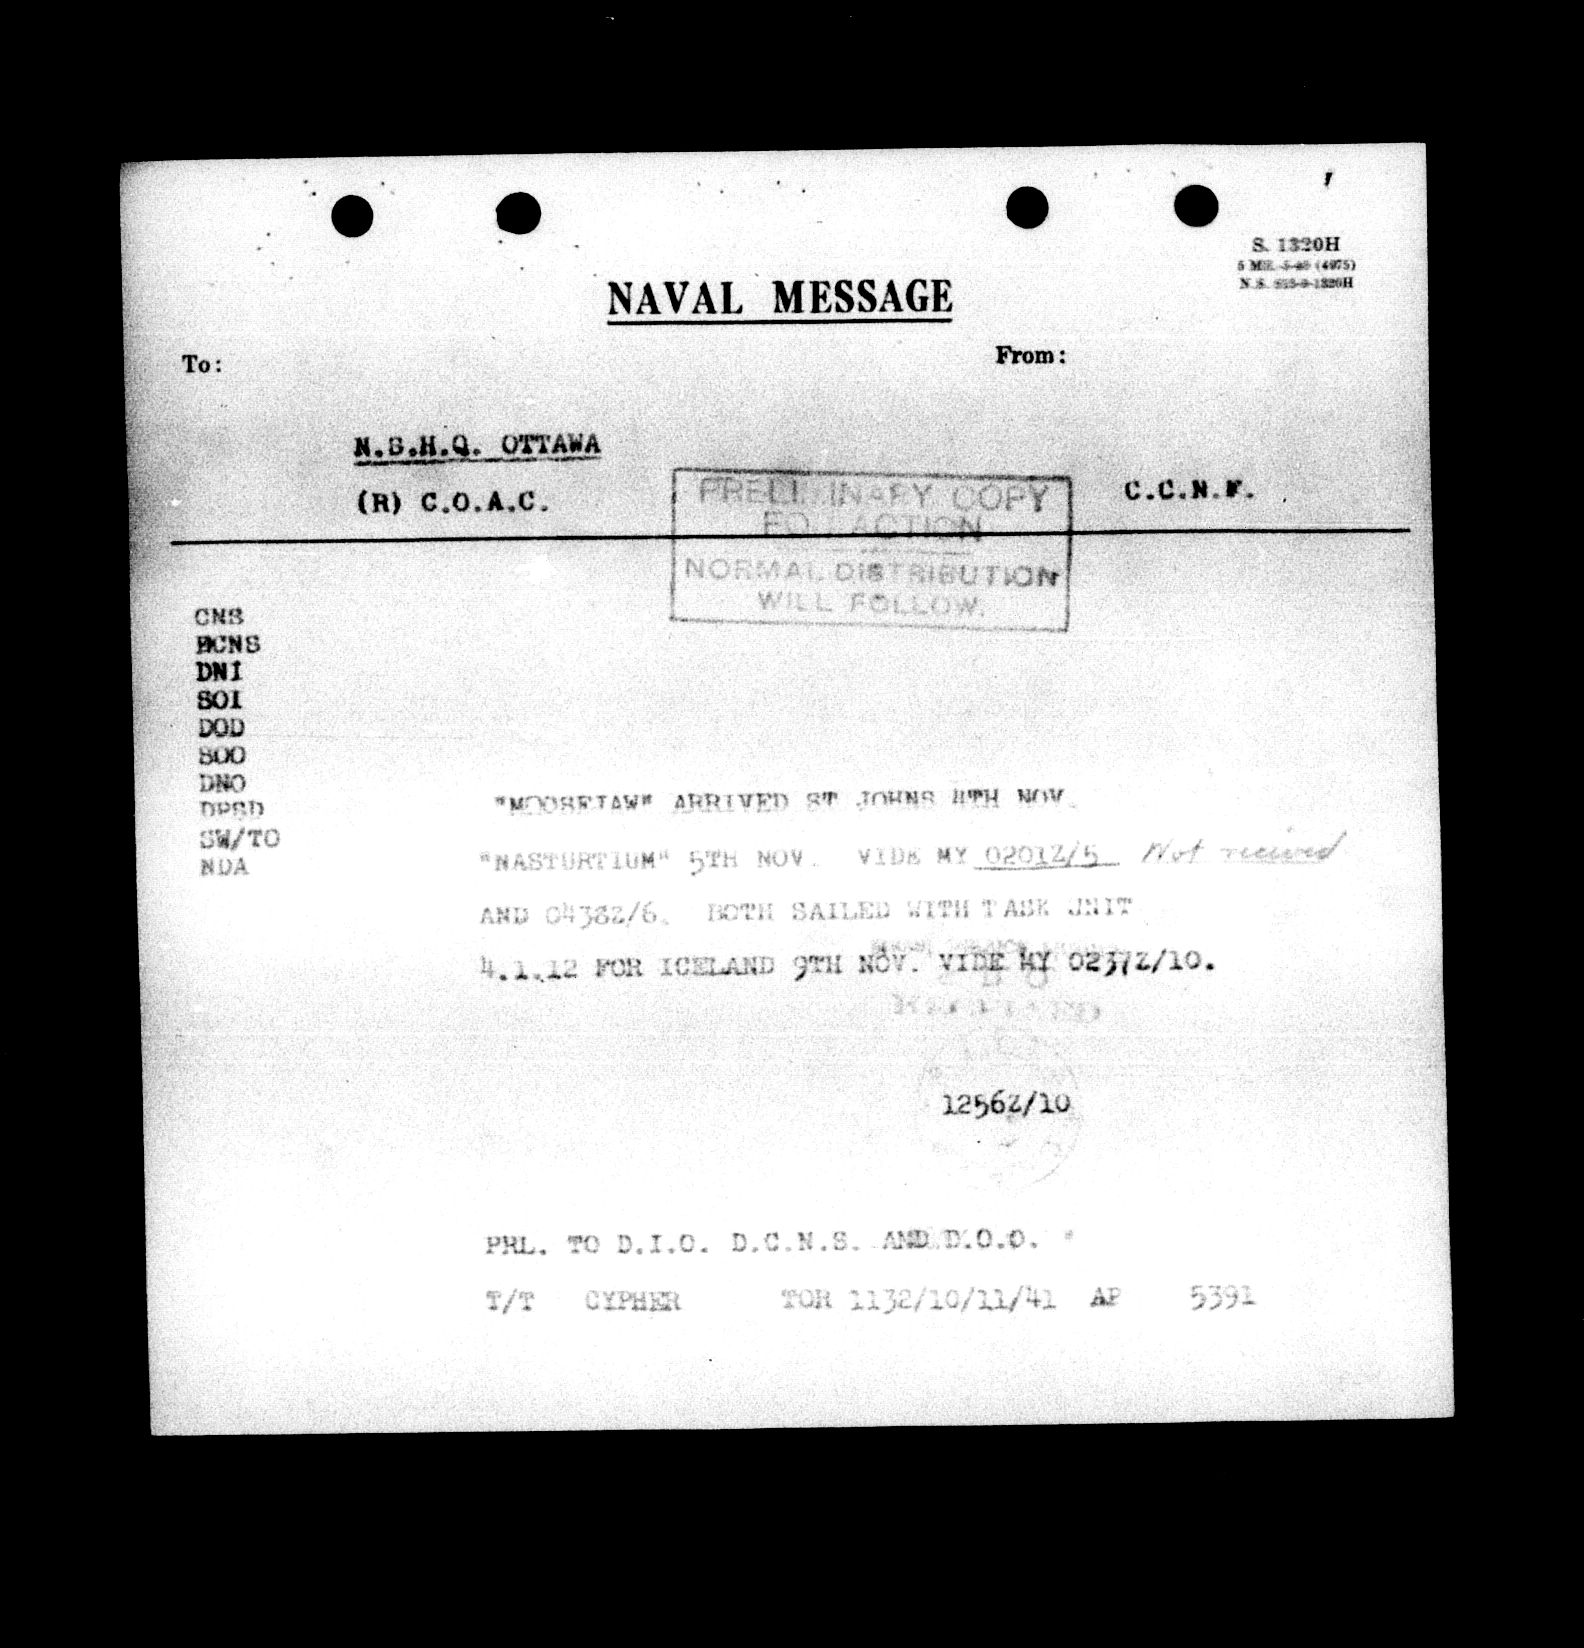 S. 1320H
NAVAL MESSAGE
To:
From:
N.S.H.Q. OTTAWA
(R) C.O.A.C.
C.C.N.F.
PRELIMINARY COPY
FOR ACTION
NORMAL DISTRIBUTION
WILL FOLLOW.
CNS
DCNS
DNI
SOI
DOD
SOO
DNO
DPSD
SW/TO
NDA
"MOOSEJAW" ARRIVED ST JOHNS 4TH NOV.
"NASTURTIUM" 5TH NOV. VIDE MY 0201Z/5 Not received
AND 0438Z/6. BOTH SAILED WITH TASK UNIT
4.1.12 FOR ICELAND 9TH NOV. VIDE MY 0237Z/10.
1256Z/10
PRL. TO D.I.O. D.C.N.S. AND D.O.O.
T/T CYPHER TOR 1132/10/11/41 AP 5391